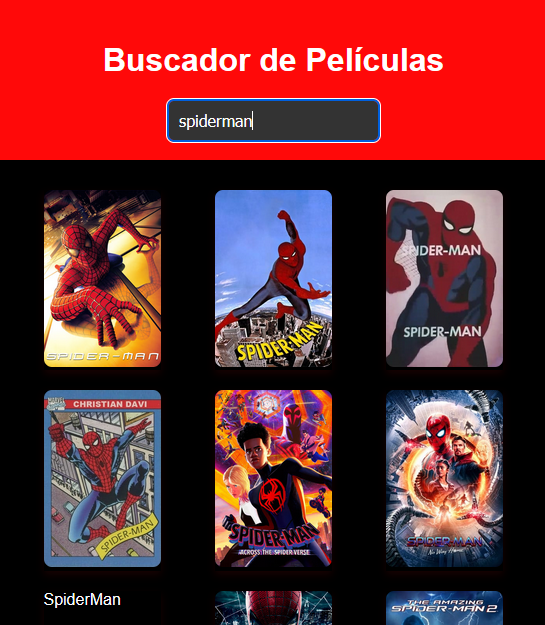 Buscador de Películas
spiderman
SPIDER-MAN
SPIDER-MAN
SPIDER-MAN
SPIDER-MAN
CHRISTIAN DAVI
SPIDER-MAN
SPIDER-MAN
ACROSS THE SPIDER-VERSE
SPIDER-MAN
No Way Home
SpiderMan
THE AMAZING
SPIDER-MAN 2